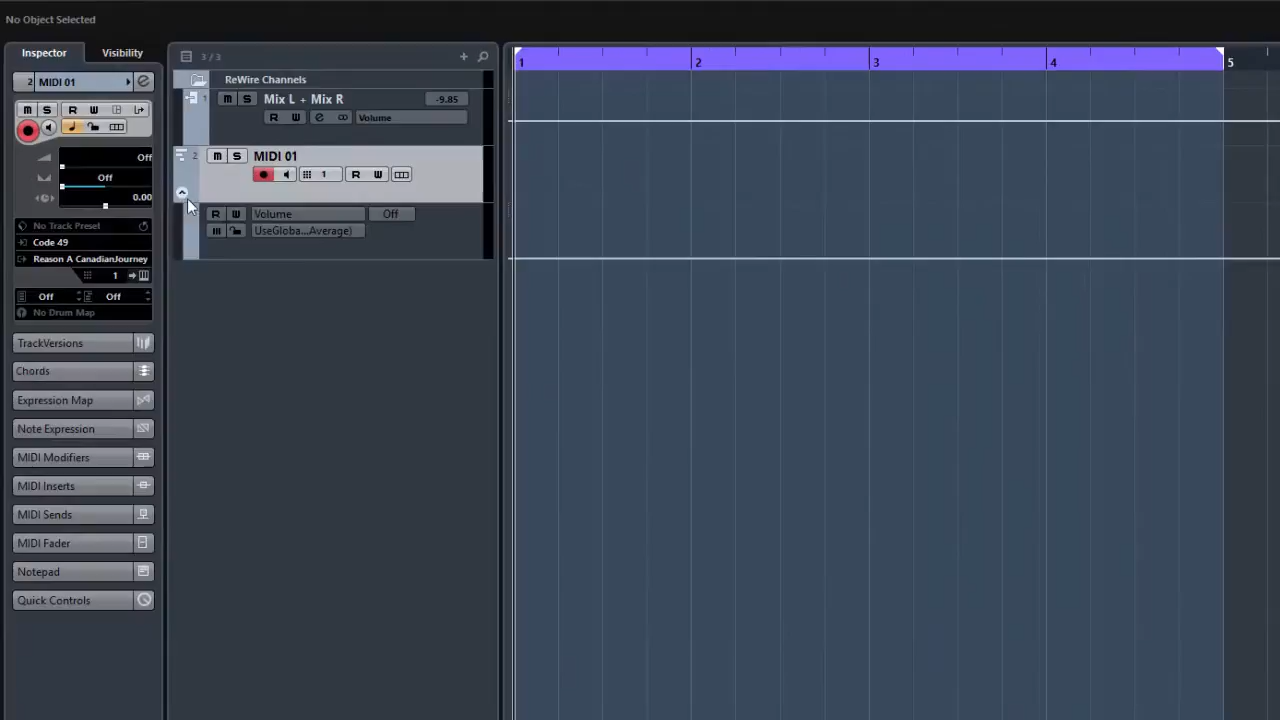 No Object Selected
Inspector
Visibility
3 / 3
1 2 3 4 5
2 MIDI 01
ReWire Channels
1 M S Mix L + Mix R -9.85
R W e Volume
M S R W
2 M S MIDI 01
1 R W
Off
Off
0.00
R W Volume Off
UseGloba...Average)
No Track Preset
Code 49
Reason A CanadianJourney
1
Off Off
No Drum Map
TrackVersions
Chords
Expression Map
Note Expression
MIDI Modifiers
MIDI Inserts
MIDI Sends
MIDI Fader
Notepad
Quick Controls